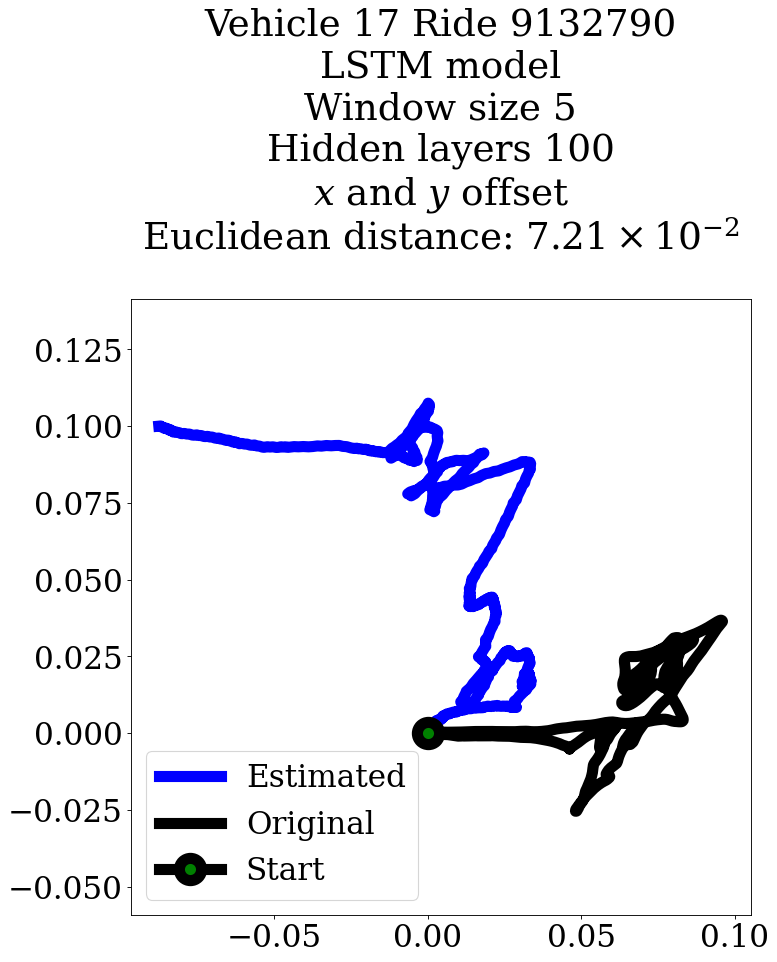 Vehicle 17 Ride 9132790
LSTM model
Window size 5
Hidden layers 100
x and y offset
Euclidean distance: 7.21 × 10⁻²
0.125
0.100
0.075
0.050
0.025
0.000
−0.025
−0.050
Estimated
Original
Start
−0.05
0.00
0.05
0.10